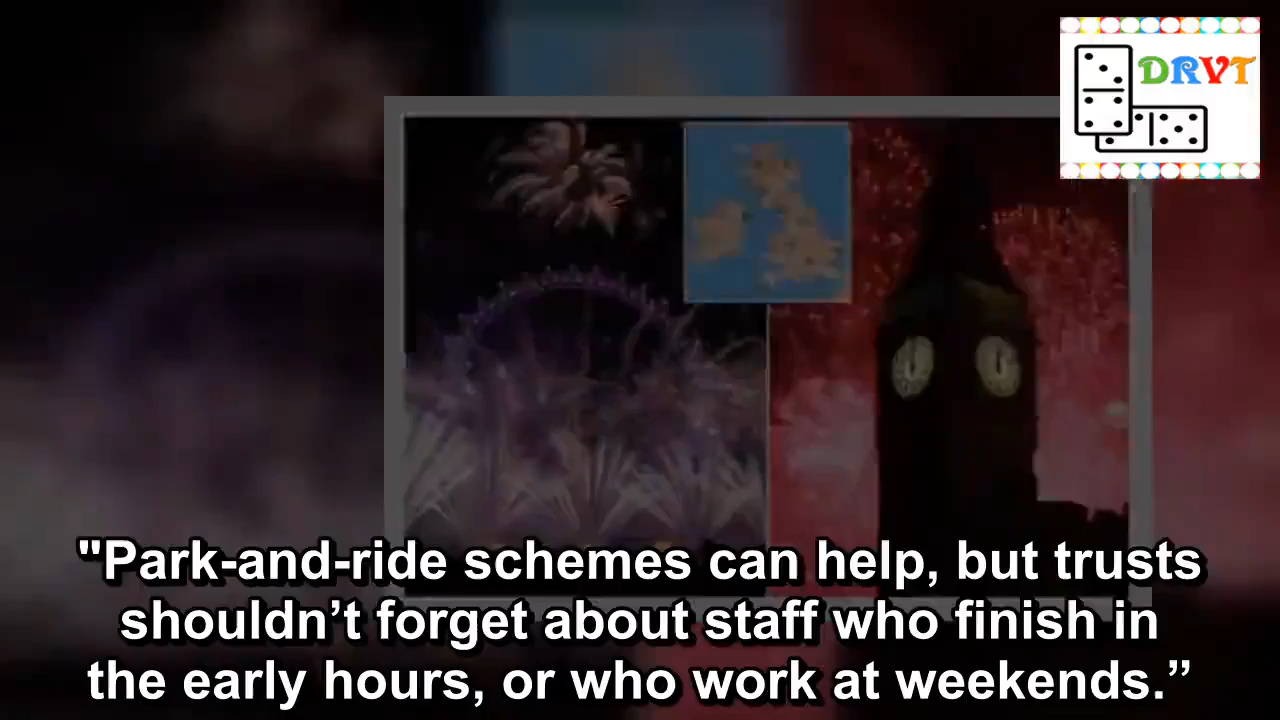 DRVT
"Park-and-ride schemes can help, but trusts
shouldn’t forget about staff who finish in
the early hours, or who work at weekends.”